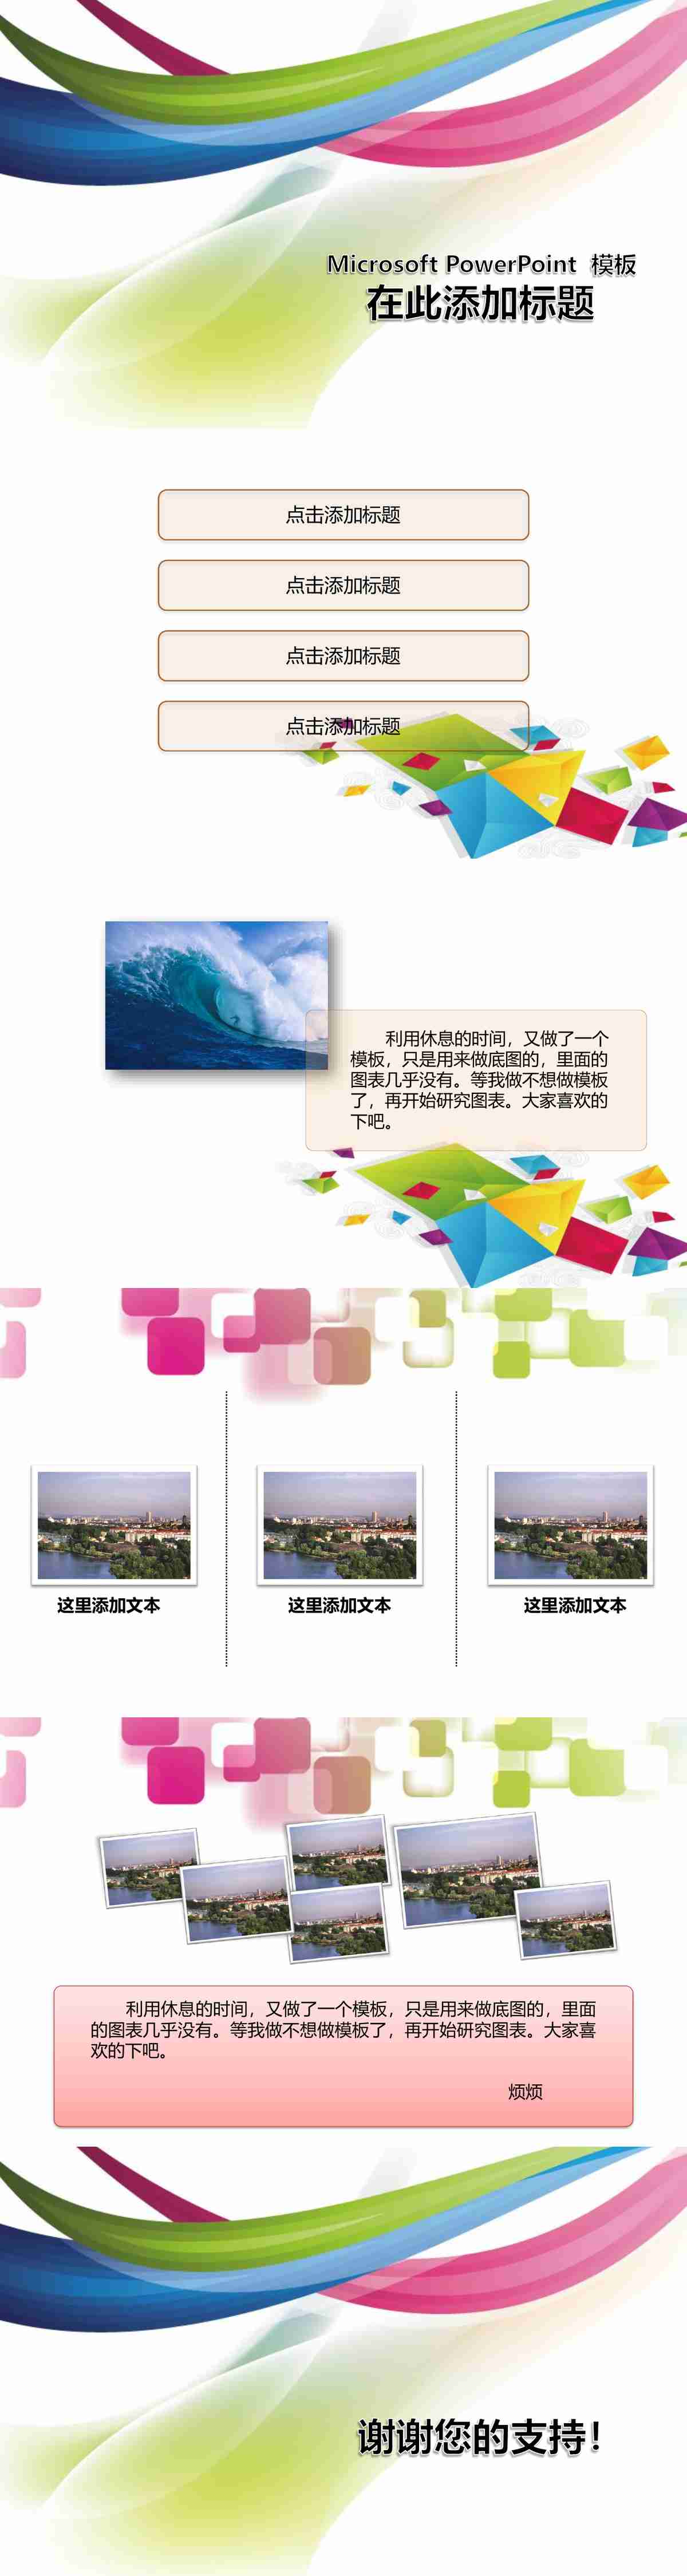 Microsoft PowerPoint 模板
在此添加标题
点击添加标题
点击添加标题
点击添加标题
点击添加标题
利用休息的时间，又做了一个
模板，只是用来做底图的，里面的
图表几乎没有。等我做不想做模板
了，再开始研究图表。大家喜欢的
下吧。
这里添加文本
这里添加文本
这里添加文本
利用休息的时间，又做了一个模板，只是用来做底图的，里面
的图表几乎没有。等我做不想做模板了，再开始研究图表。大家喜
欢的下吧。
烦烦
谢谢您的支持！